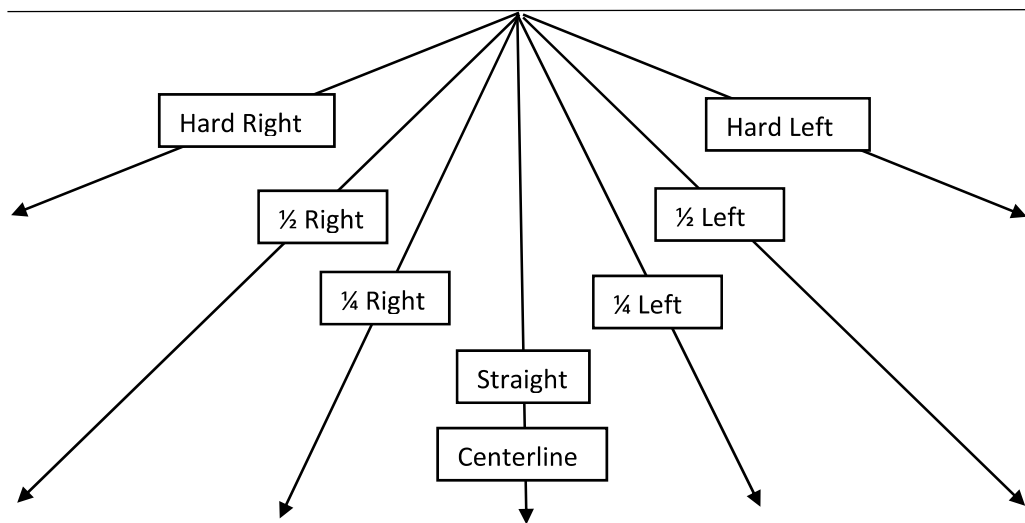 Hard Right
Hard Left
½ Right
½ Left
¼ Right
¼ Left
Straight
Centerline